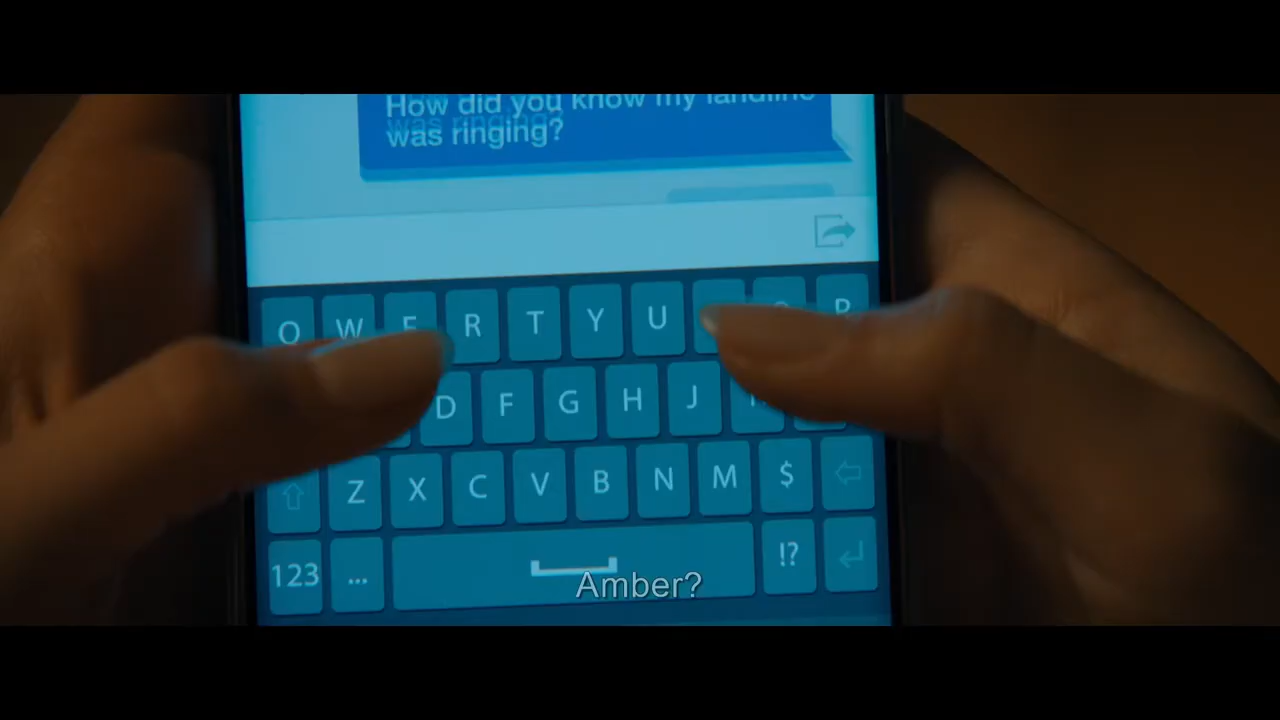 How did you know my landline
was ringing?
Q W E R T Y U O P
D F G H J
Z X C V B N M $
123 ... !?
Amber?